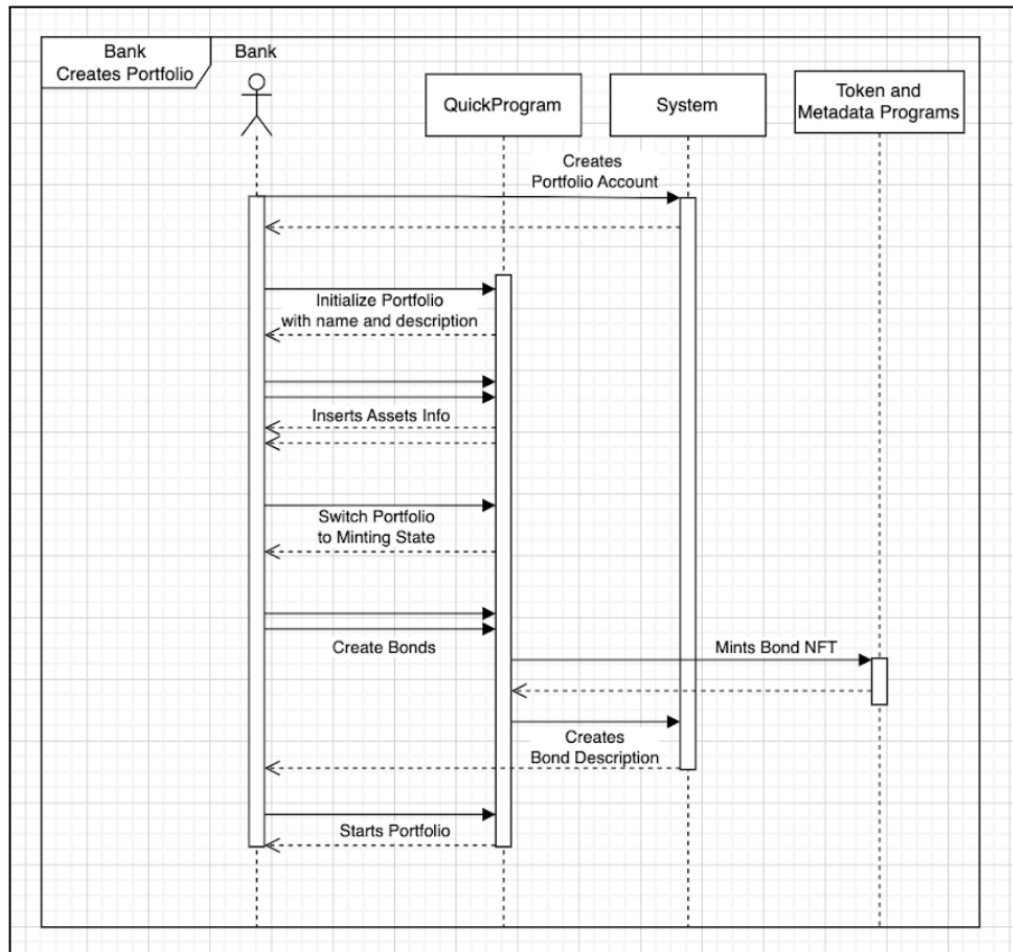 Bank
Creates Portfolio
Bank
QuickProgram
System
Token and
Metadata Programs
Creates
Portfolio Account
Initialize Portfolio
with name and description
Inserts Assets Info
Switch Portfolio
to Minting State
Create Bonds
Mints Bond NFT
Creates
Bond Description
Starts Portfolio